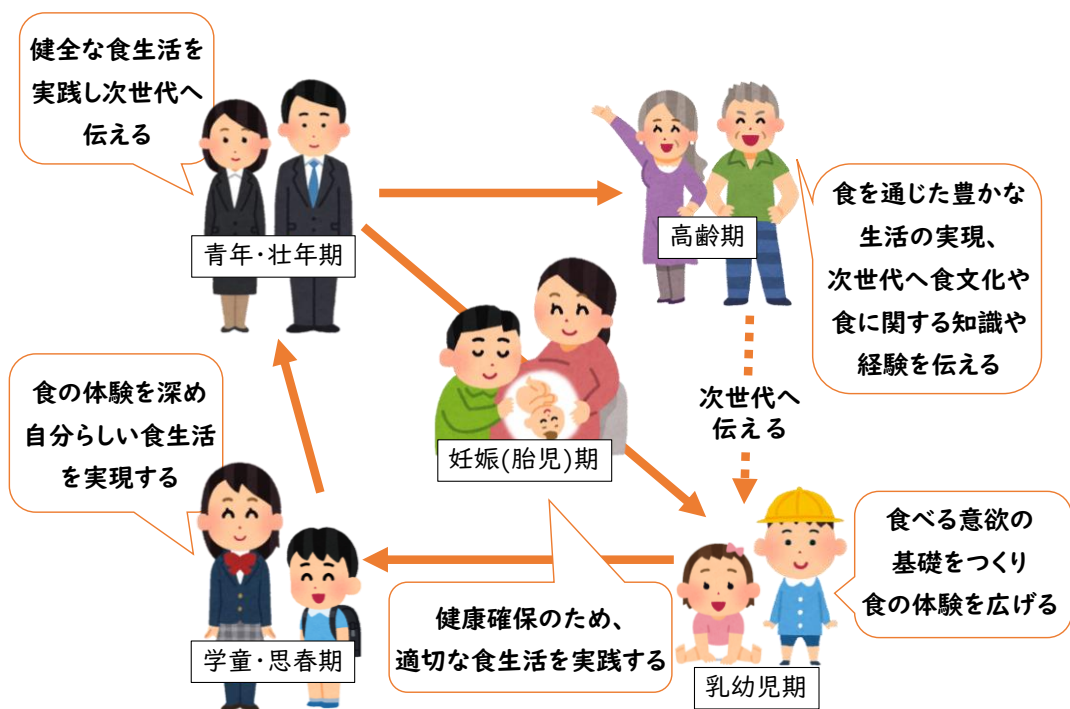 健全な食生活を
実践し次世代へ
伝える
青年・壮年期
高齢期
食を通じた豊かな
生活の実現、
次世代へ食文化や
食に関する知識や
経験を伝える
次世代へ
伝える
妊娠(胎児)期
食の体験を深め
自分らしい食生活
を実現する
学童・思春期
健康確保のため、
適切な食生活を実践する
食べる意欲の
基礎をつくり
食の体験を広げる
乳幼児期